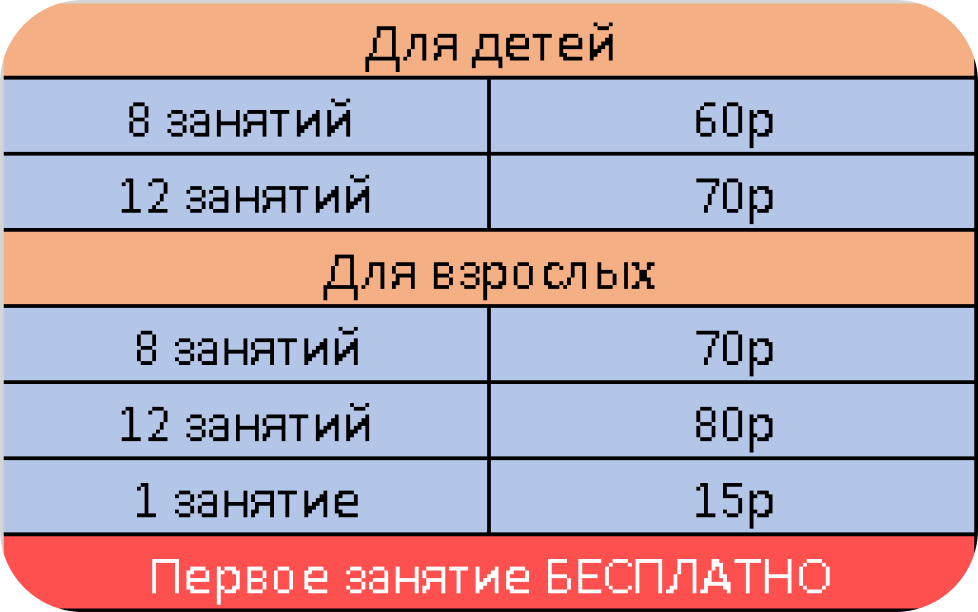 Для детей
8 занятий 60р
12 занятий 70р
Для взрослых
8 занятий 70р
12 занятий 80р
1 занятие 15р
Первое занятие БЕСПЛАТНО